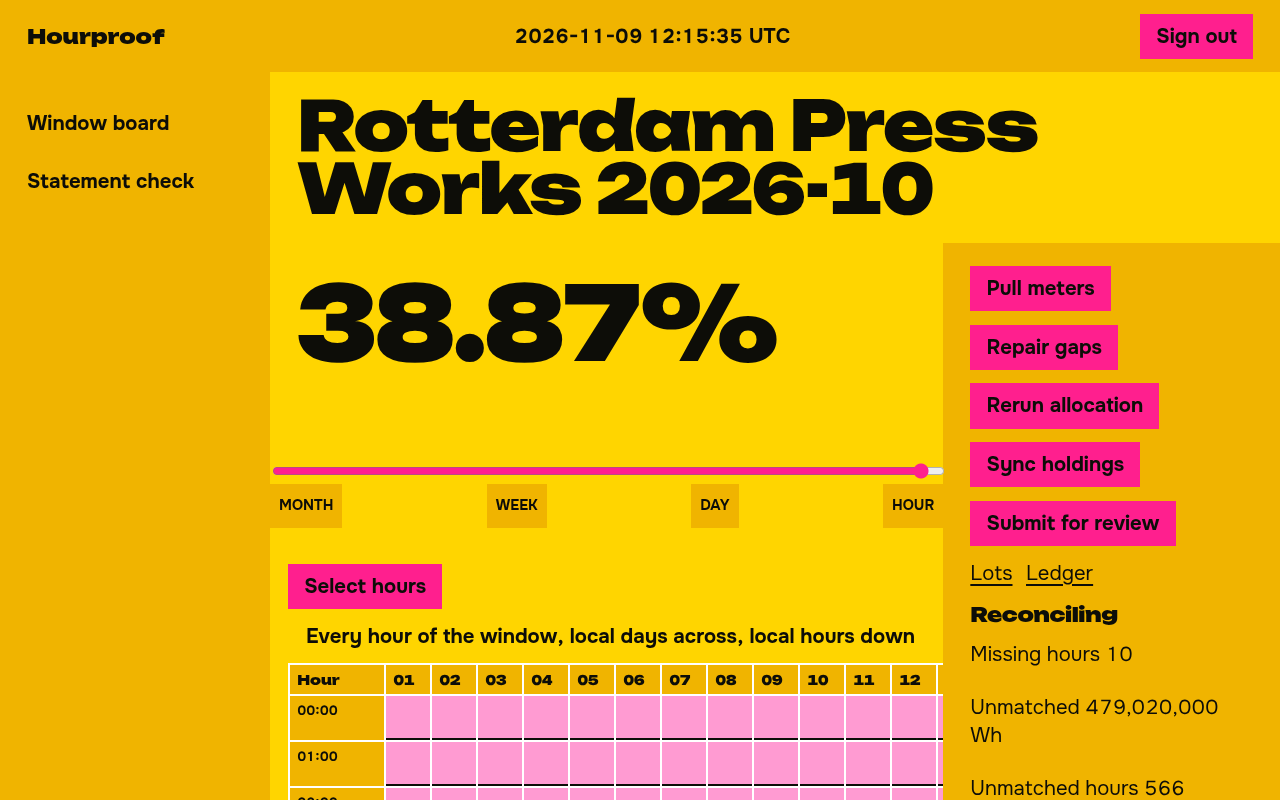 Hourproof
2026-11-09 12:15:35 UTC
Sign out
Window board
Statement check
Rotterdam Press
Works 2026-10
38.87%
MONTH
WEEK
DAY
HOUR
Select hours
Every hour of the window, local days across, local hours down
Hour 01 02 03 04 05 06 07 08 09 10 11 12
00:00
01:00
Pull meters
Repair gaps
Rerun allocation
Sync holdings
Submit for review
Lots Ledger
Reconciling
Missing hours 10
Unmatched 479,020,000
Wh
Unmatched hours 566